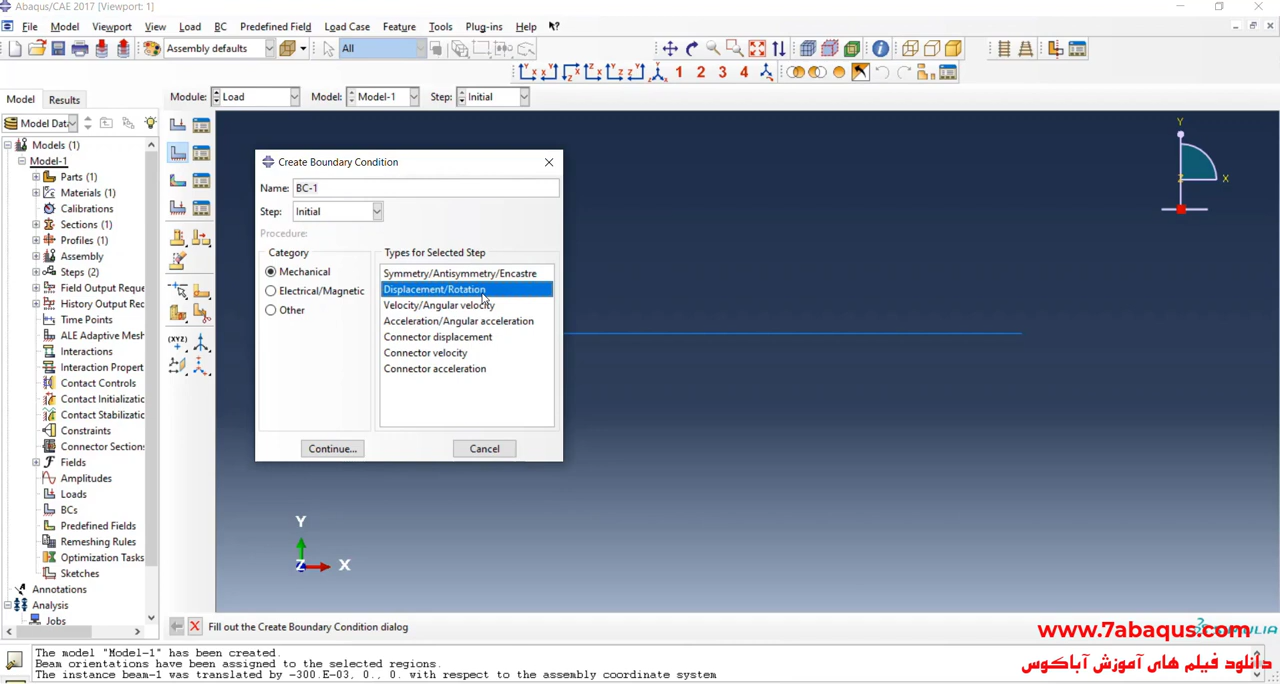 Abaqus/CAE 2017 [Viewport: 1]
File Model Viewport View Load BC Predefined Field Load Case Feature Tools Plug-ins Help
Assembly defaults All
1 2 3 4
Model Results Module: Load Model: Model-1 Step: Initial
Model Data
Models (1)
Model-1
Parts (1)
Materials (1)
Calibrations
Sections (1)
Profiles (1)
Assembly
Steps (2)
Field Output Reque
History Output Rec
Time Points
ALE Adaptive Mesh
Interactions
Interaction Propert
Contact Controls
Contact Initializatio
Contact Stabilizatio
Constraints
Connector Sections
Fields
Amplitudes
Loads
BCs
Predefined Fields
Remeshing Rules
Optimization Tasks
Sketches
Annotations
Analysis
Jobs
(XYZ)
Create Boundary Condition
Name: BC-1
Step: Initial
Procedure:
Category
Mechanical
Electrical/Magnetic
Other
Types for Selected Step
Symmetry/Antisymmetry/Encastre
Displacement/Rotation
Velocity/Angular velocity
Acceleration/Angular acceleration
Connector displacement
Connector velocity
Connector acceleration
Continue... Cancel
Y
Z X
Y
Z X
Fill out the Create Boundary Condition dialog
www.7abaqus.com
دانلود فیلم های آموزش آباکوس
The model "Model-1" has been created.
Beam orientations have been assigned to the selected regions.
The instance beam-1 was translated by -300.E-03, 0., 0. with respect to the assembly coordinate system